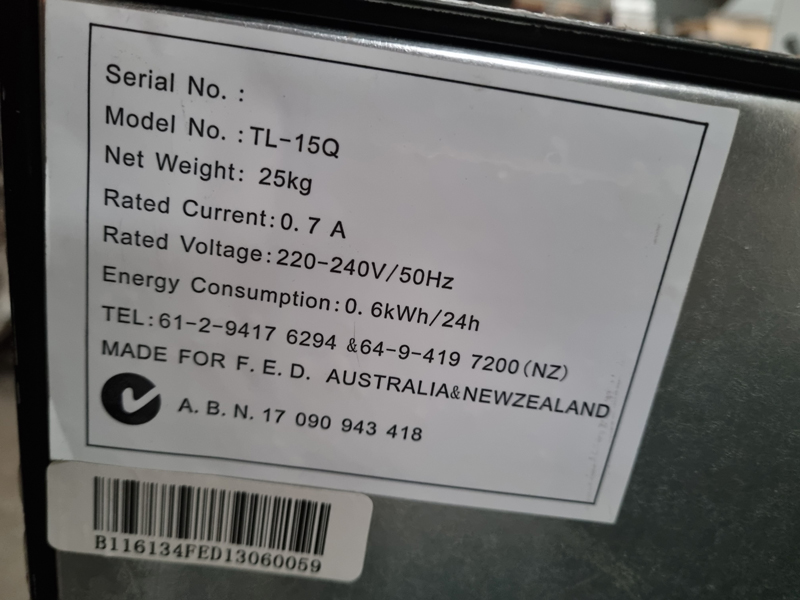 Serial No. :
Model No. : TL-15Q
Net Weight: 25kg
Rated Current: 0. 7 A
Rated Voltage: 220-240V/50Hz
Energy Consumption: 0. 6kWh/24h
TEL: 61-2-9417 6294 &64-9-419 7200(NZ)
MADE FOR F. E. D. AUSTRALIA&NEWZEALAND
A. B. N. 17 090 943 418
B116134FED13060059